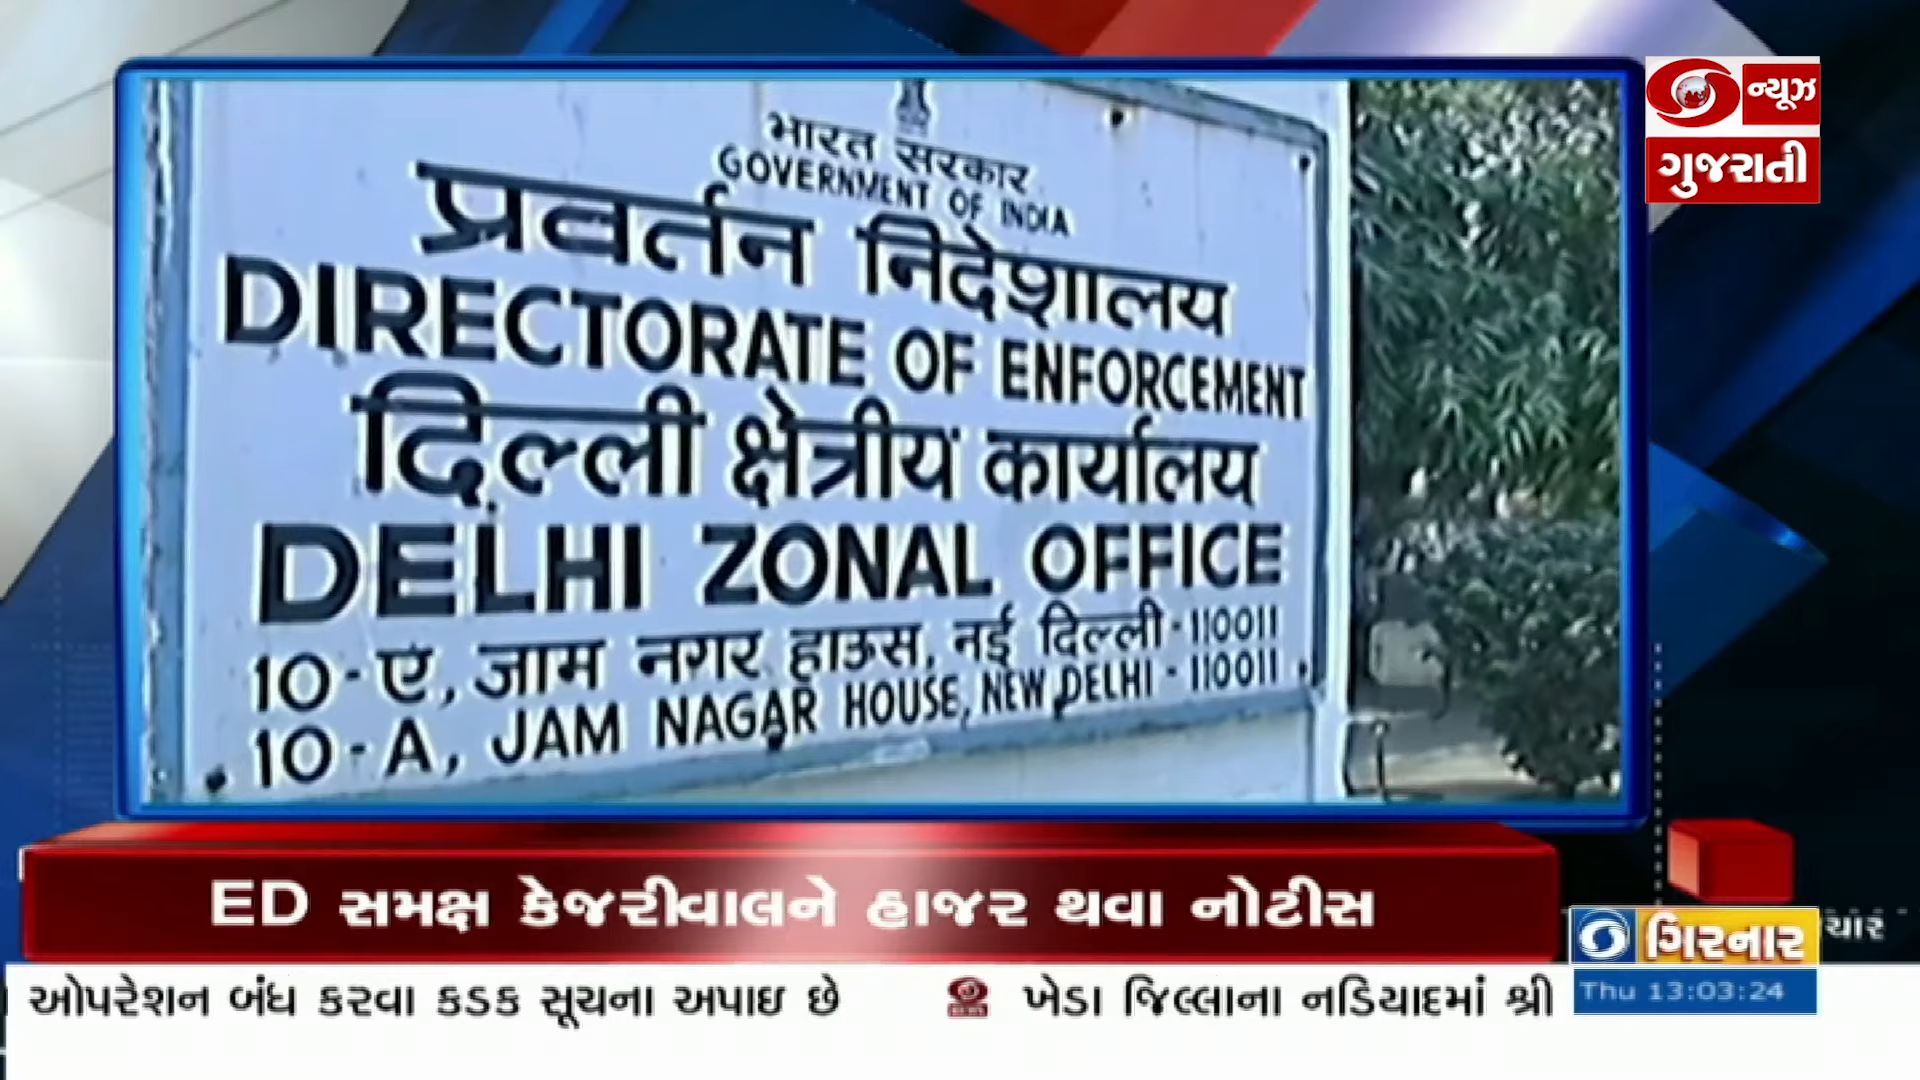 भारत सरकार
GOVERNMENT OF INDIA
प्रवर्तन निदेशालय
DIRECTORATE OF ENFORCEMENT
दिल्ली क्षेत्रीय कार्यालय
DELHI ZONAL OFFICE
10-ए, जाम नगर हाऊस, नई दिल्ली-110011
10-A, JAM NAGAR HOUSE, NEW DELHI - 110011
ન્યૂઝ
ગુજરાતી
ED સમક્ષ કેજરીવાલને હાજર થવા નોટીસ
ગિરનાર
ઓપરેશન બંધ કરવા કડક સૂચના અપાઇ છે NEWS ખેડા જિલ્લાના નડિયાદમાં શ્રી
Thu 13:03:24